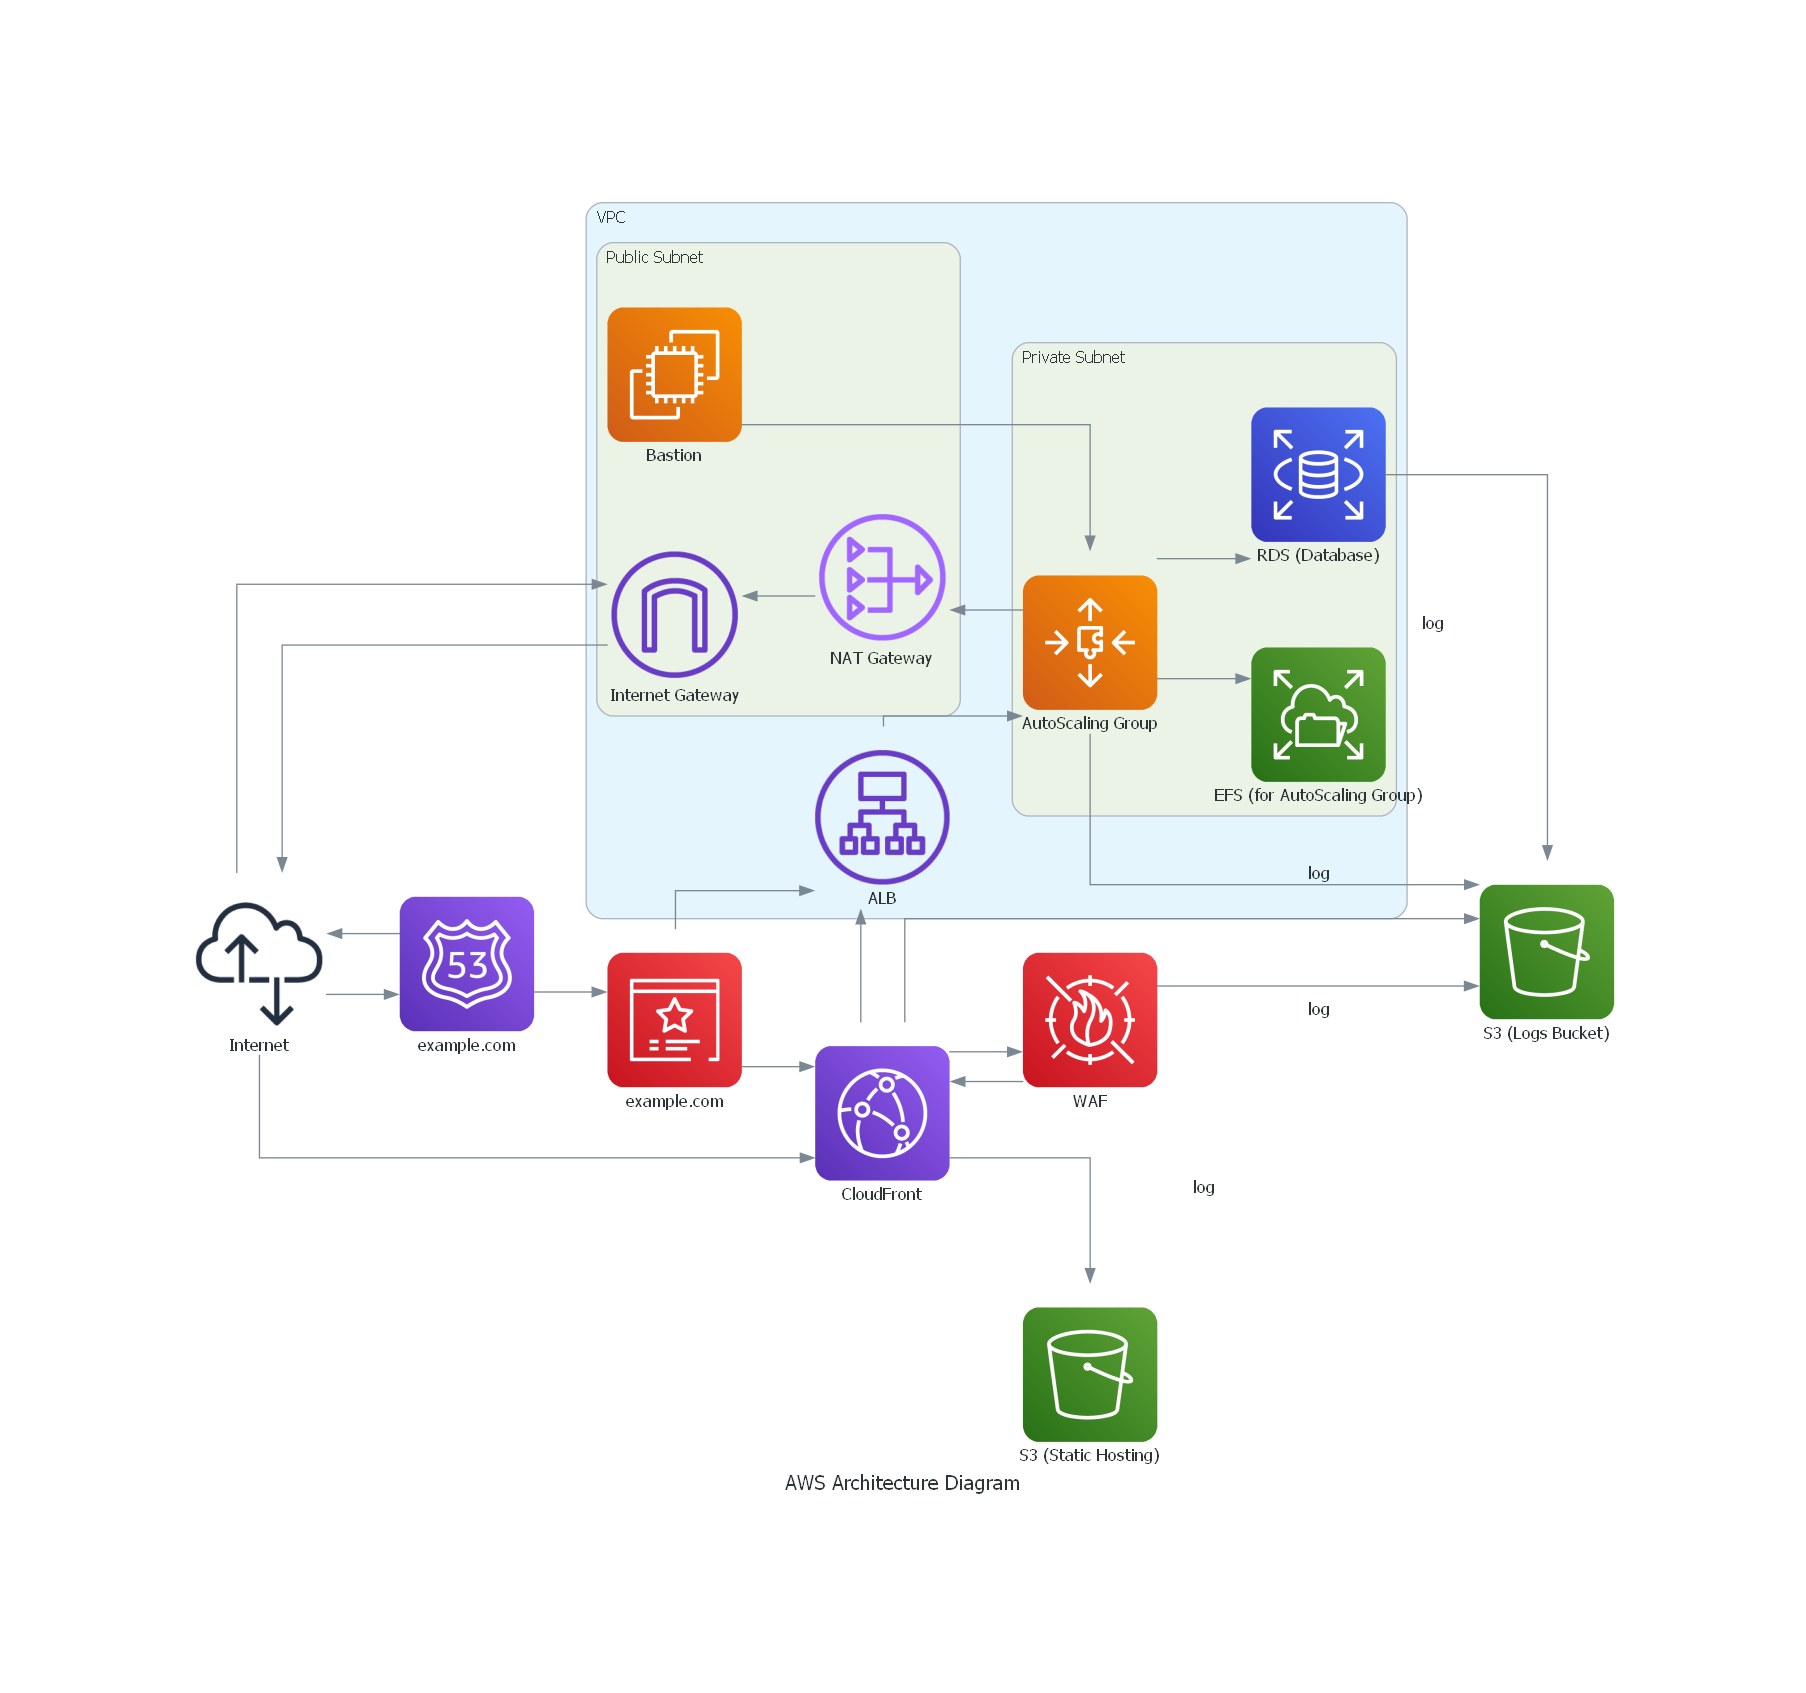 VPC
Public Subnet
Bastion
Private Subnet
RDS (Database)
log
NAT Gateway
Internet Gateway
AutoScaling Group
EFS (for AutoScaling Group)
log
ALB
53
Internet
example.com
example.com
WAF
log
S3 (Logs Bucket)
CloudFront
log
S3 (Static Hosting)
AWS Architecture Diagram